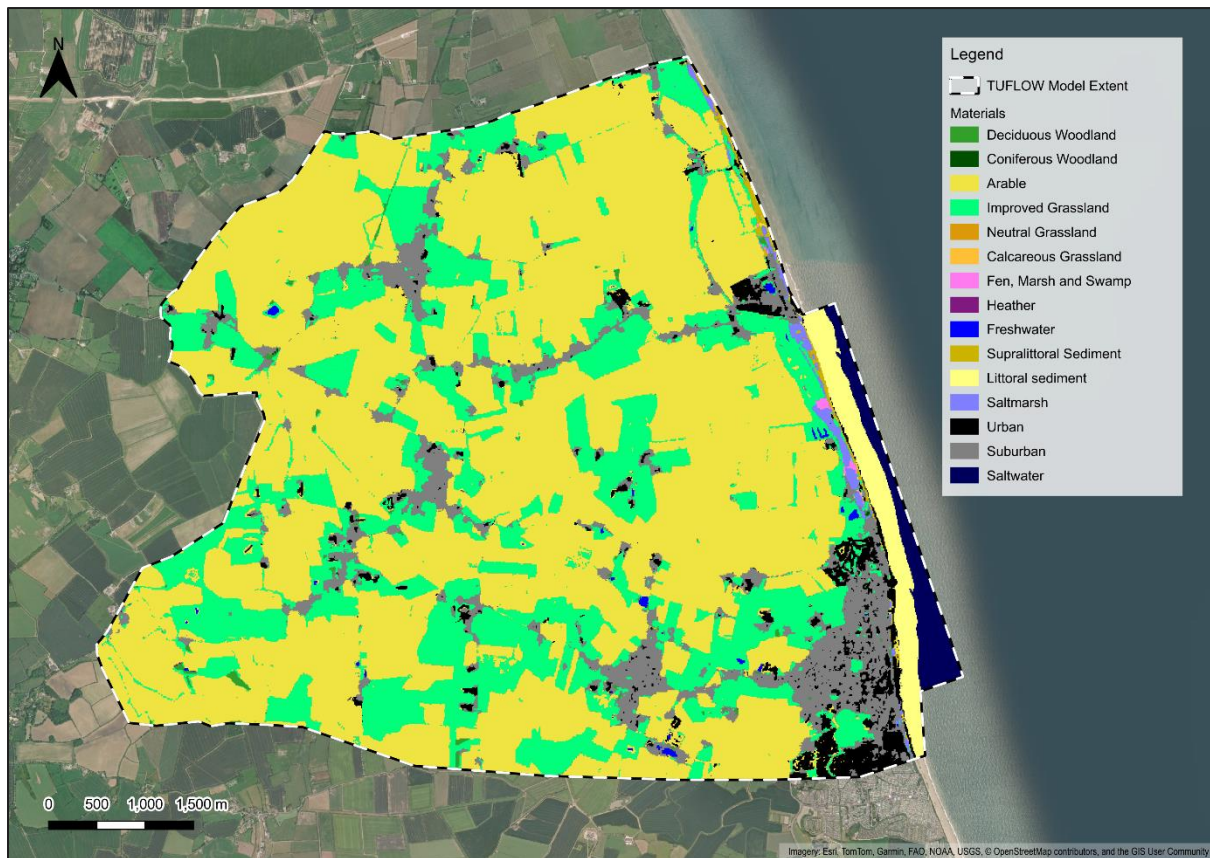 N
Legend
TUFLOW Model Extent
Materials
Deciduous Woodland
Coniferous Woodland
Arable
Improved Grassland
Neutral Grassland
Calcareous Grassland
Fen, Marsh and Swamp
Heather
Freshwater
Supralittoral Sediment
Littoral sediment
Saltmarsh
Urban
Suburban
Saltwater
0 500 1,000 1,500 m
Imagery: Esri, TomTom, Garmin, FAO, NOAA, USGS, © OpenStreetMap contributors, and the GIS User Community